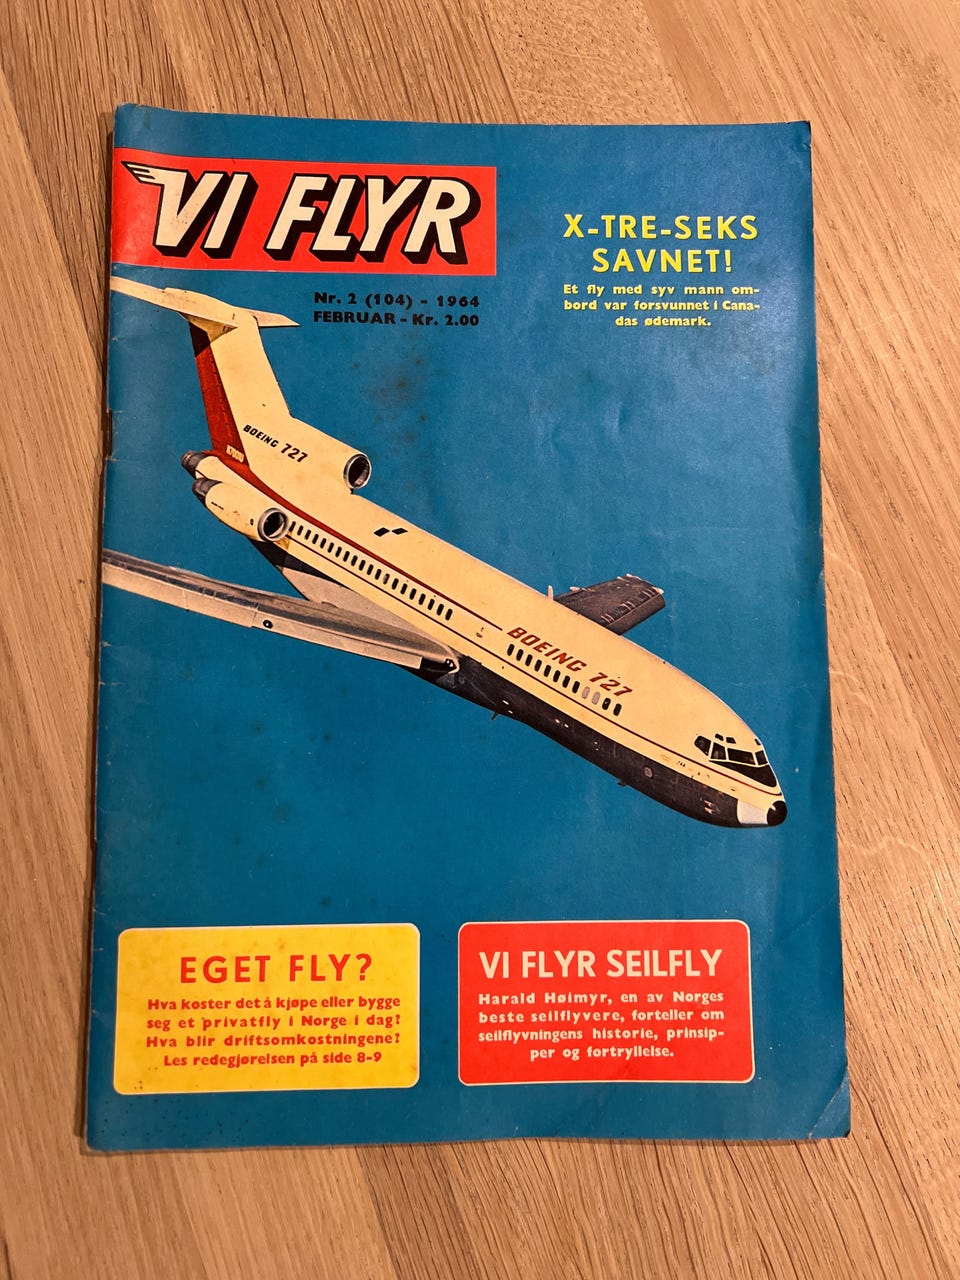 VI FLYR
Nr. 2 (104) - 1964
FEBRUAR - Kr. 2.00
X-TRE-SEKS
SAVNET!
Et fly med syv mann om-
bord var forsvunnet i Cana-
das ødemark.
BOEING 727
N7001U
BOEING 727
EGET FLY?
Hva koster det å kjøpe eller bygge
seg et privatfly i Norge i dag?
Hva blir driftsomkostningene?
Les redegjørelsen på side 8-9
VI FLYR SEILFLY
Harald Høimyr, en av Norges
beste seilflyvere, forteller om
seilflyvningens historie, prinsip-
per og fortryllelse.